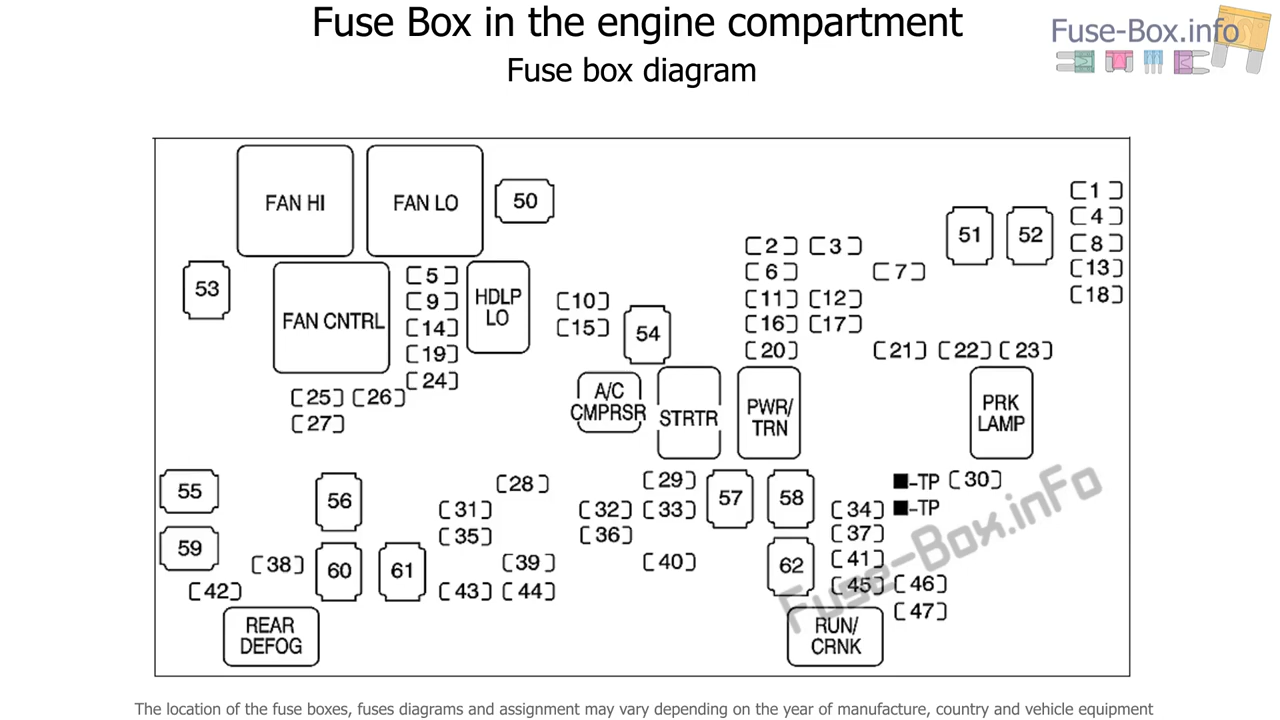 Fuse Box in the engine compartment
Fuse-Box.info
Fuse box diagram
FAN HI
FAN LO
50
51
52
1
4
8
13
18
2
3
6
7
11
12
16
17
20
21
22
23
53
FAN CNTRL
5
9
14
19
24
HDLP
LO
10
15
54
25
26
27
A/C
CMPRSR
STRTR
PWR/
TRN
PRK
LAMP
55
56
28
29
57
58
-TP
30
-TP
31
32
33
34
35
36
37
59
60
61
38
39
40
62
41
42
43
44
45
46
47
REAR
DEFOG
RUN/
CRNK
Fuse-Box.info
The location of the fuse boxes, fuses diagrams and assignment may vary depending on the year of manufacture, country and vehicle equipment